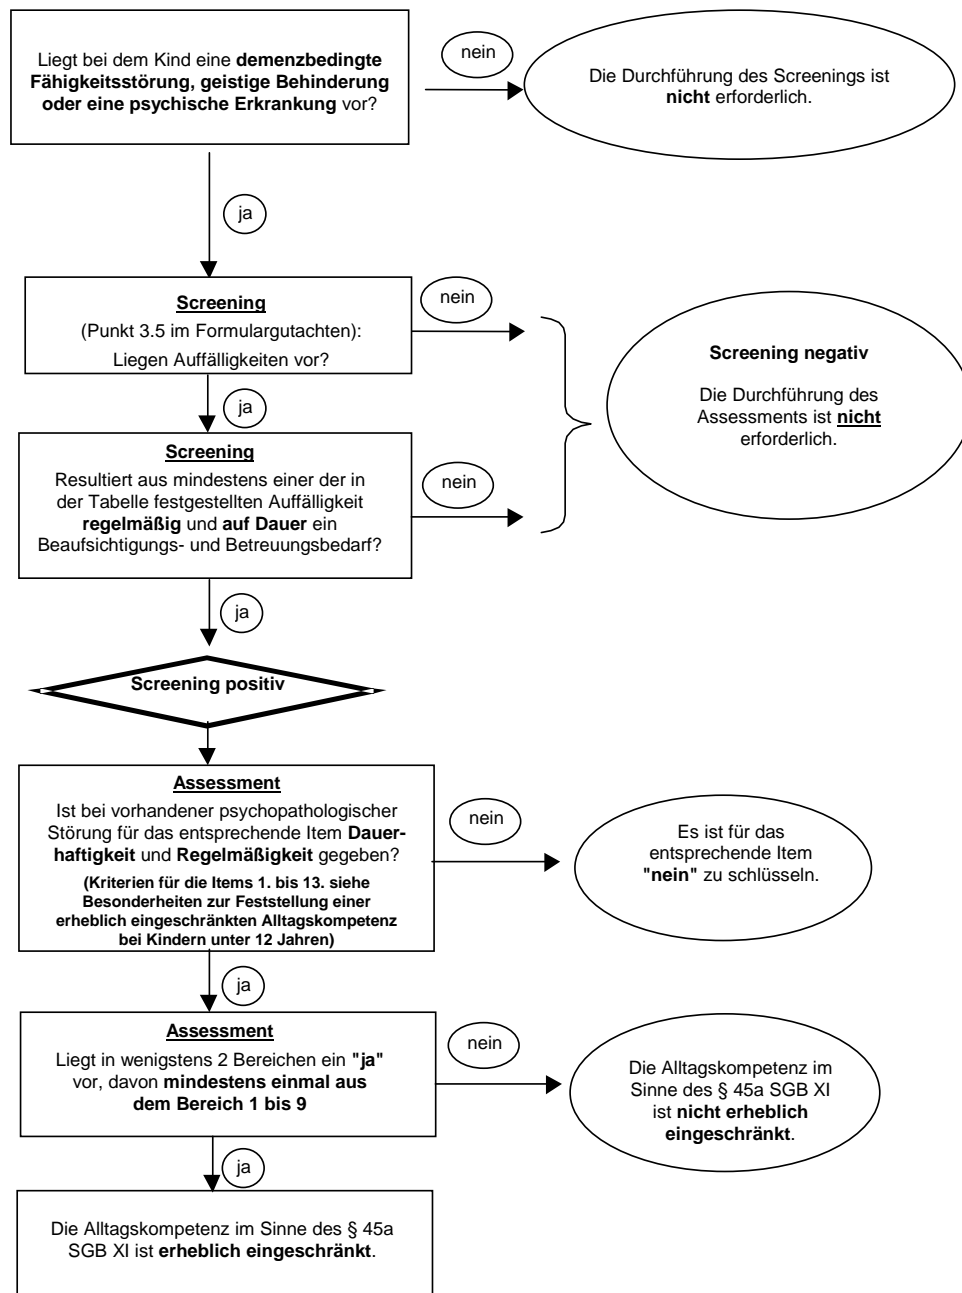 Liegt bei dem Kind eine demenzbedingte
Fähigkeitsstörung, geistige Behinderung
oder eine psychische Erkrankung vor?
nein
Die Durchführung des Screenings ist
nicht erforderlich.
ja
Screening
(Punkt 3.5 im Formulargutachten):
Liegen Auffälligkeiten vor?
nein
Screening negativ
Die Durchführung des
Assessments ist nicht
erforderlich.
ja
Screening
Resultiert aus mindestens einer der in
der Tabelle festgestellten Auffälligkeit
regelmäßig und auf Dauer ein
Beaufsichtigungs- und Betreuungsbedarf?
nein
ja
Screening positiv
Assessment
Ist bei vorhandener psychopathologischer
Störung für das entsprechende Item Dauer-
haftigkeit und Regelmäßigkeit gegeben?
(Kriterien für die Items 1. bis 13. siehe
Besonderheiten zur Feststellung einer
erheblich eingeschränkten Alltagskompetenz
bei Kindern unter 12 Jahren)
nein
Es ist für das
entsprechende Item
"nein" zu schlüsseln.
ja
Assessment
Liegt in wenigstens 2 Bereichen ein "ja"
vor, davon mindestens einmal aus
dem Bereich 1 bis 9
nein
Die Alltagskompetenz im
Sinne des § 45a SGB XI
ist nicht erheblich
eingeschränkt.
ja
Die Alltagskompetenz im Sinne des § 45a
SGB XI ist erheblich eingeschränkt.